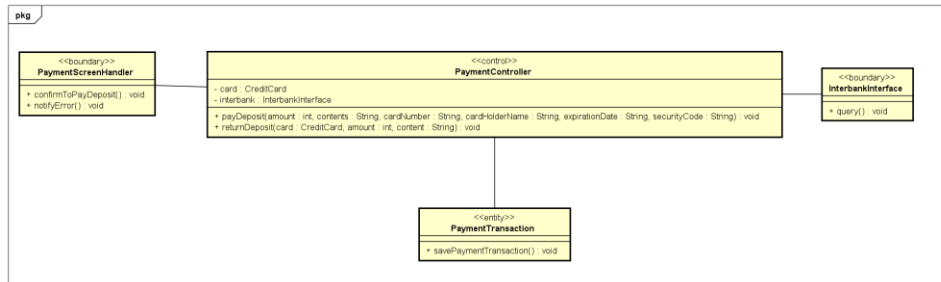 pkg
<<boundary>>
PaymentScreenHandler
+ confirmToPayDeposit() : void
+ notifyError() : void
<<control>>
PaymentController
- card : CreditCard
- interbank : InterbankInterface
+ payDeposit(amount : int, contents : String, cardNumber : String, cardHolderName : String, expirationDate : String, securityCode : String) : void
+ returnDeposit(card : CreditCard, amount : int, content : String) : void
<<boundary>>
InterbankInterface
+ query() : void
<<entity>>
PaymentTransaction
+ savePaymentTransaction() : void